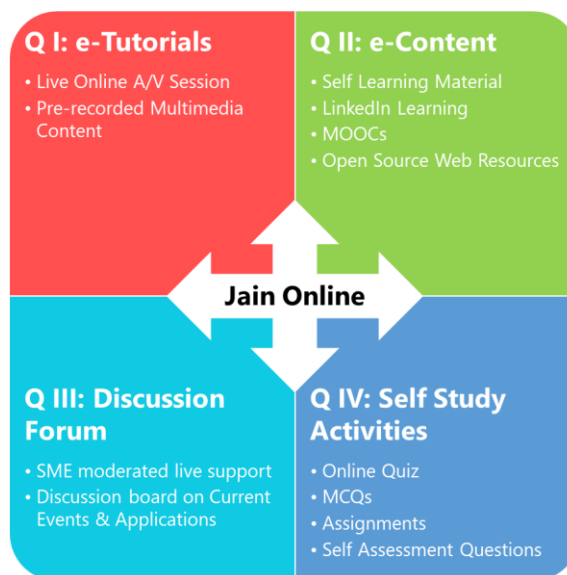 Q I: e-Tutorials
• Live Online A/V Session
• Pre-recorded Multimedia
Content
Q II: e-Content
• Self Learning Material
• LinkedIn Learning
• MOOCs
• Open Source Web Resources
Jain Online
Q III: Discussion
Forum
• SME moderated live support
• Discussion board on Current
Events & Applications
Q IV: Self Study
Activities
• Online Quiz
• MCQs
• Assignments
• Self Assessment Questions